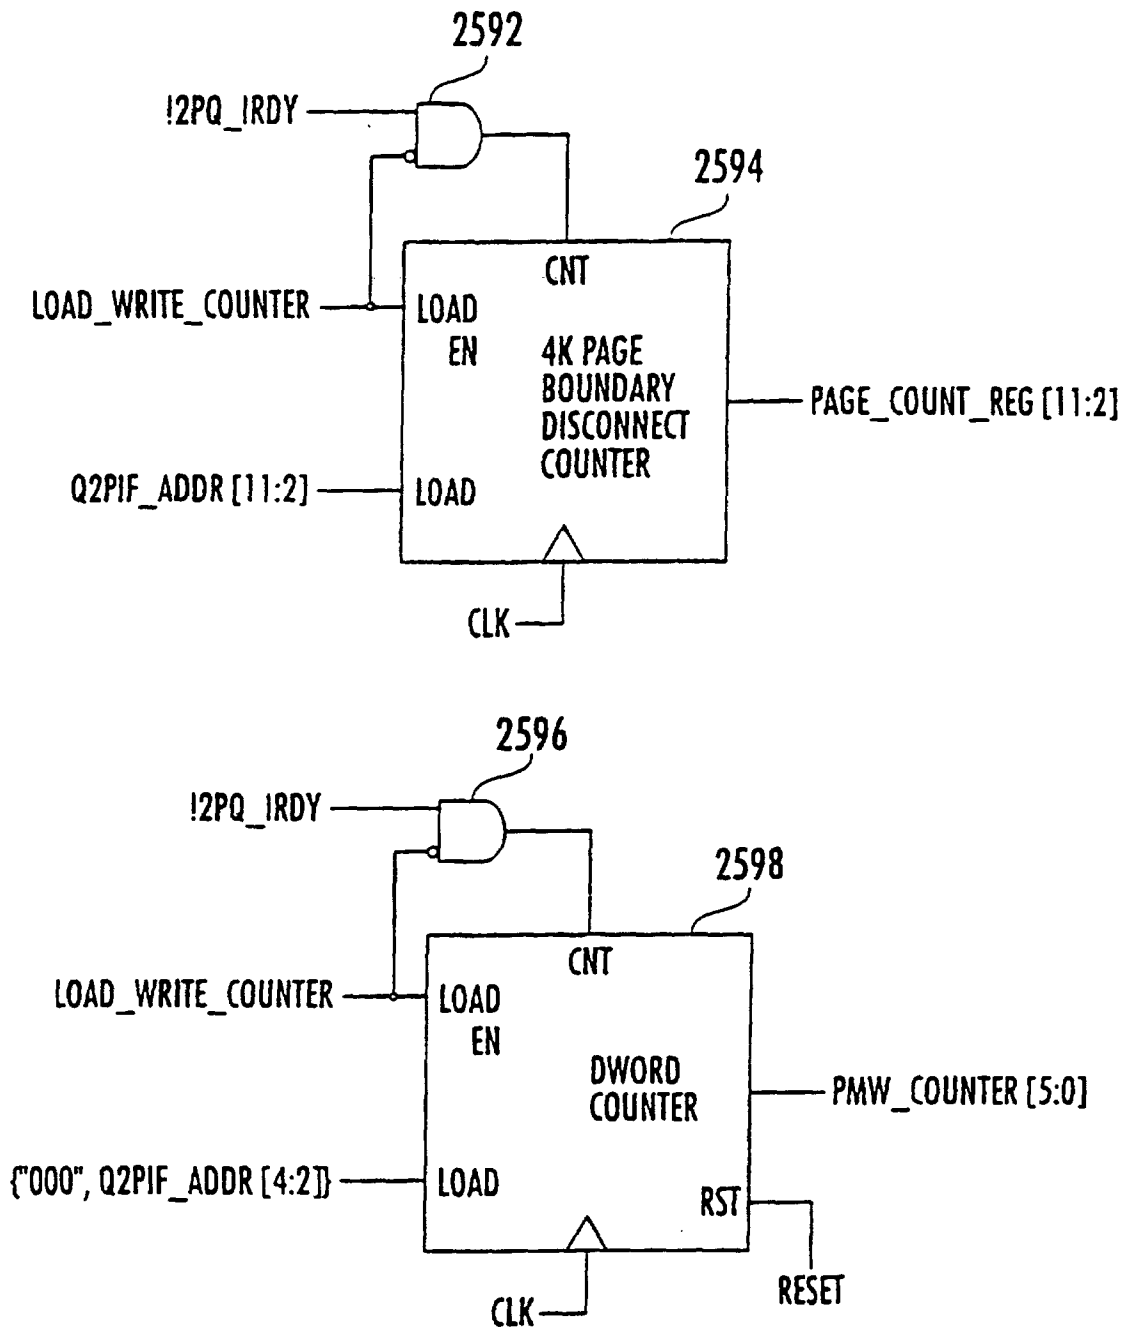 2592
!2PQ_IRDY
2594
CNT
LOAD_WRITE_COUNTER
LOAD
EN
4K PAGE
BOUNDARY
DISCONNECT
COUNTER
PAGE_COUNT_REG [11:2]
Q2PIF_ADDR [11:2]
LOAD
CLK
2596
!2PQ_IRDY
2598
CNT
LOAD_WRITE_COUNTER
LOAD
EN
DWORD
COUNTER
PMW_COUNTER [5:0]
{"000", Q2PIF_ADDR [4:2]}
LOAD
RST
RESET
CLK